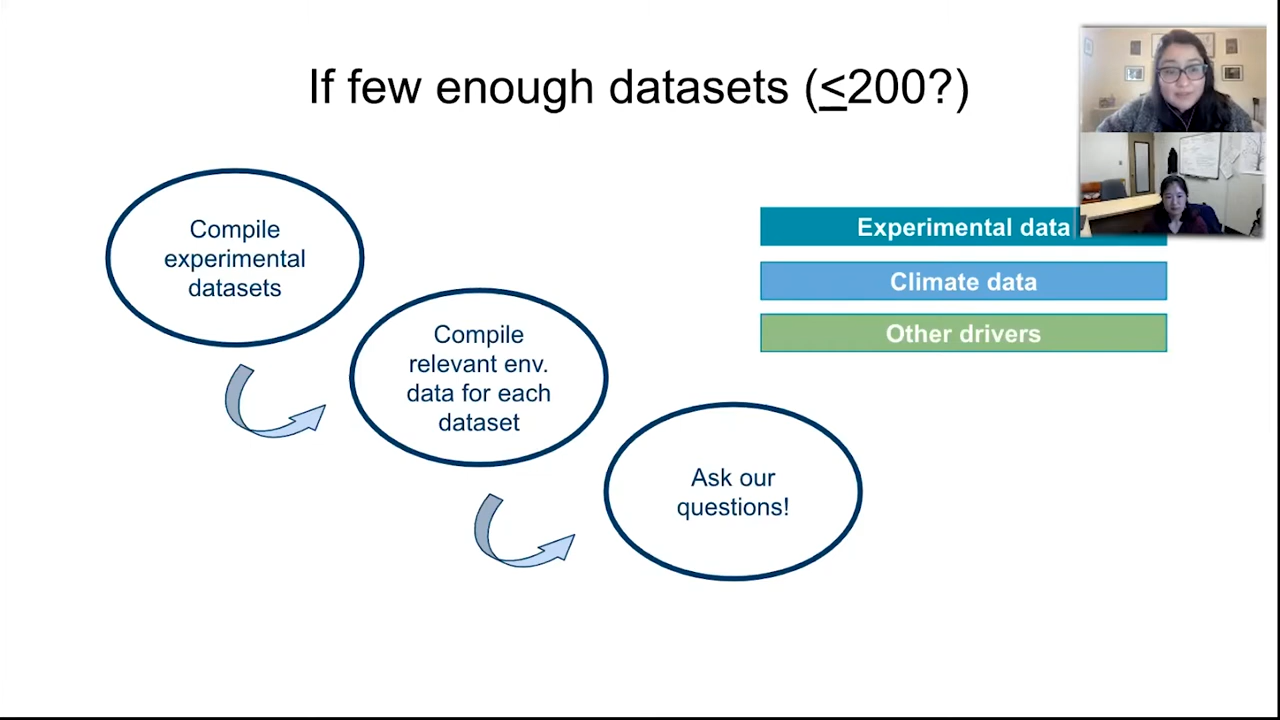 If few enough datasets (≤200?)
Compile
experimental
datasets
Compile
relevant env.
data for each
dataset
Ask our
questions!
Experimental data
Climate data
Other drivers